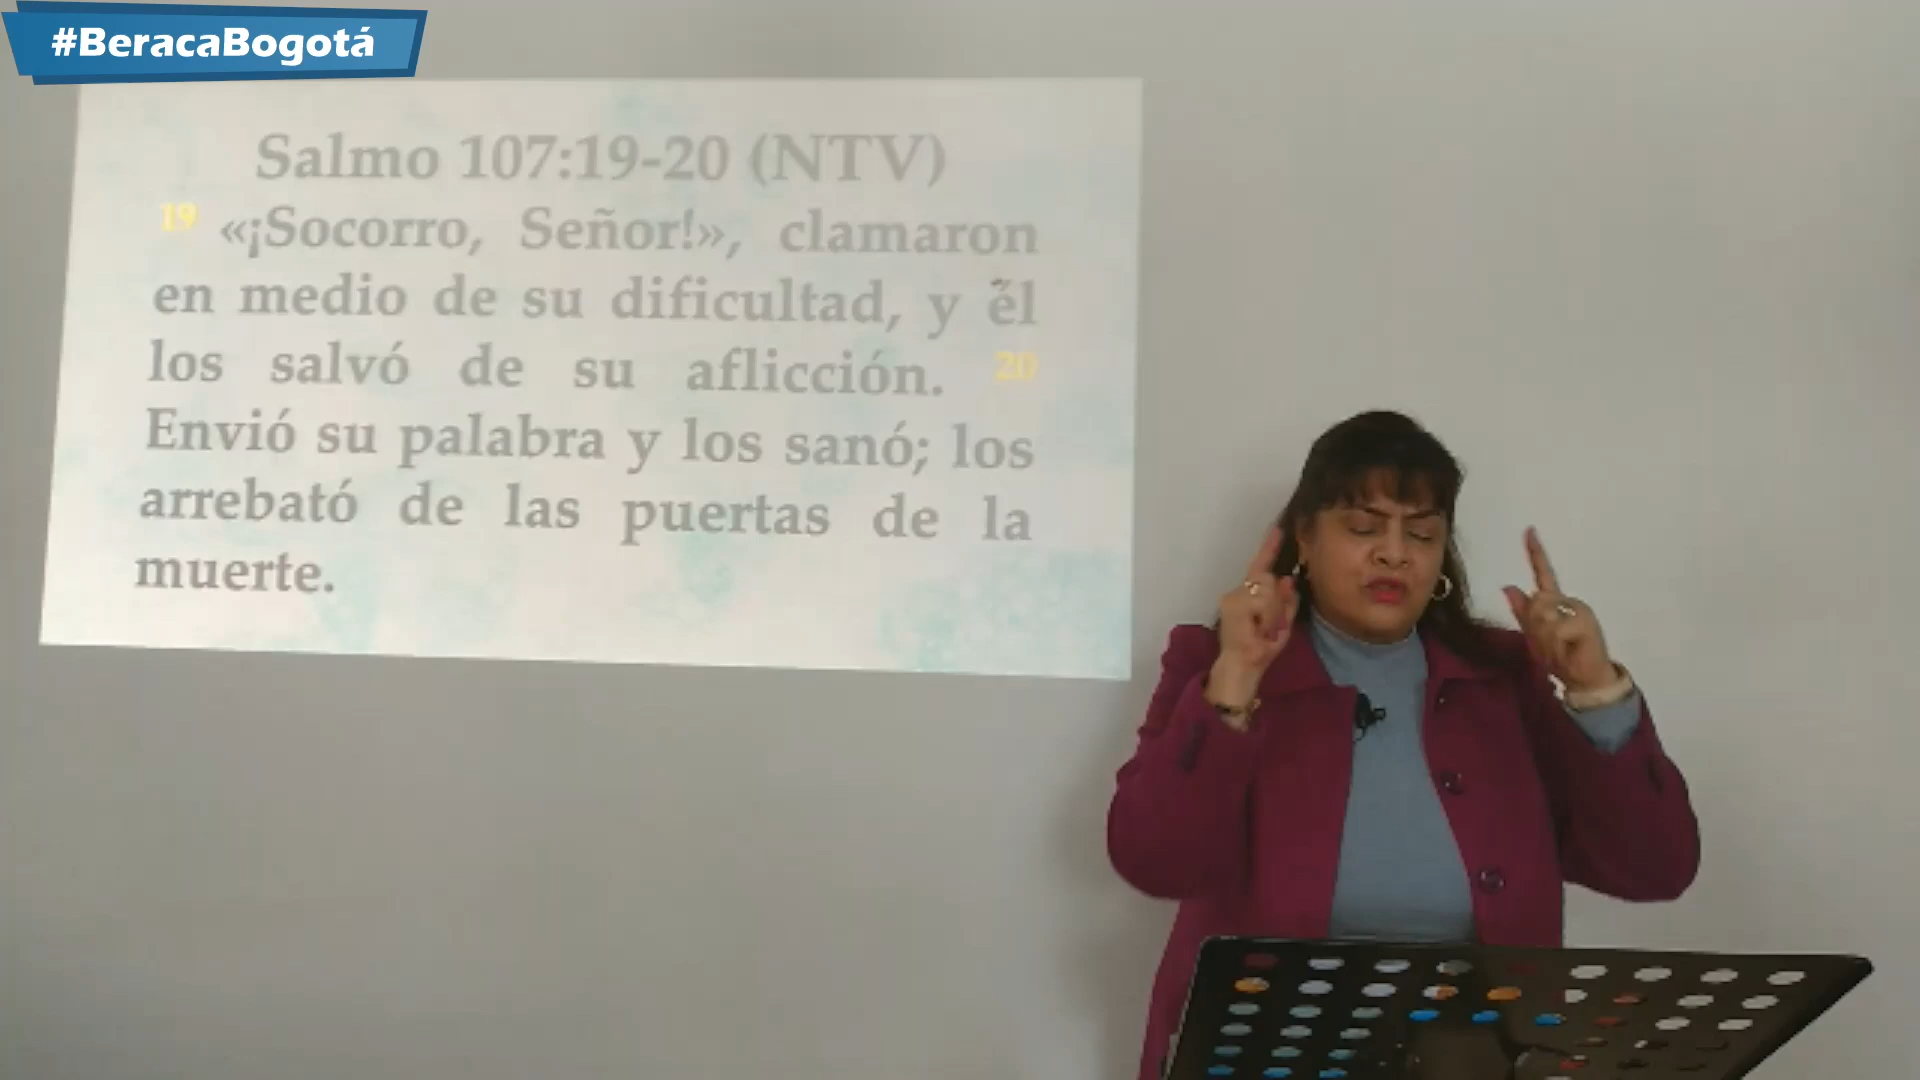 #BeracaBogotá
Salmo 107:19-20 (NTV)
19 «¡Socorro, Señor!», clamaron
en medio de su dificultad, y él
los salvó de su aflicción. 20
Envió su palabra y los sanó; los
arrebató de las puertas de la
muerte.